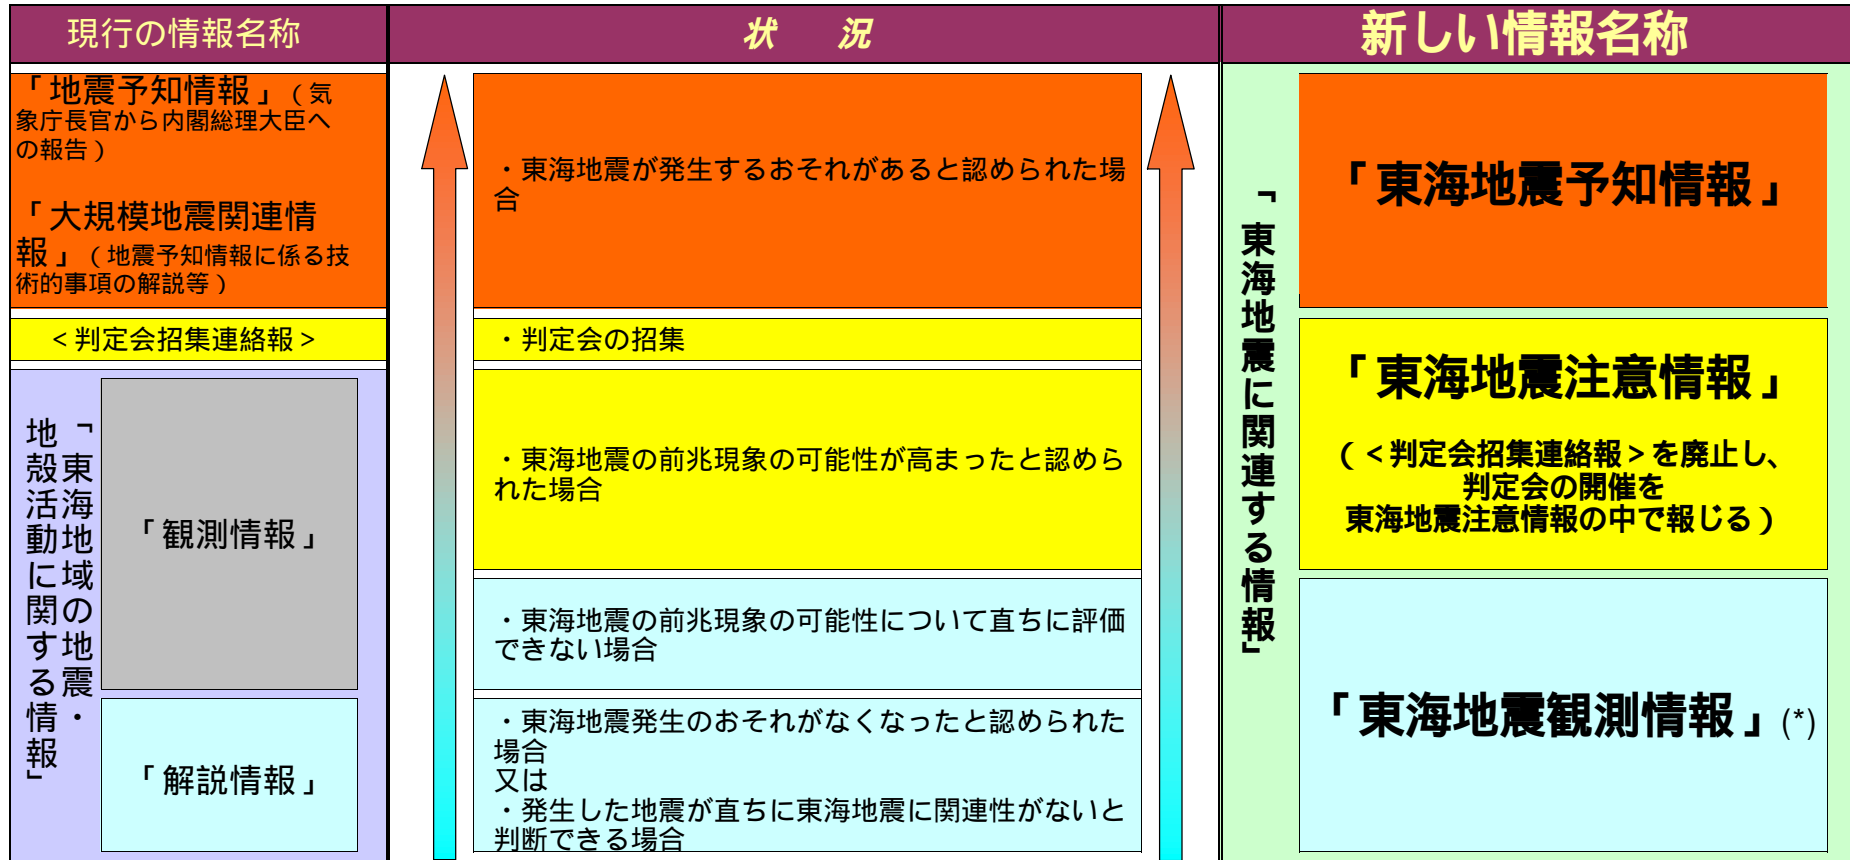 現行の情報名称
状　況
新しい情報名称
「地震予知情報」（気
象庁長官から内閣総理大臣へ
の報告）
「大規模地震関連情
報」（地震予知情報に係る技
術的事項の解説等）
＜判定会招集連絡報＞
「東海地域の地震・
地殻活動に関する情報」
「観測情報」
「解説情報」
・東海地震が発生するおそれがあると認められた場
合
・判定会の招集
・東海地震の前兆現象の可能性が高まったと認めら
れた場合
・東海地震の前兆現象の可能性について直ちに評価
できない場合
・東海地震発生のおそれがなくなったと認められた
場合
又は
・発生した地震が直ちに東海地震に関連性がないと
判断できる場合
「東海地震に関連する情報」
「東海地震予知情報」
「東海地震注意情報」
（＜判定会招集連絡報＞を廃止し、
判定会の開催を
東海地震注意情報の中で報じる）
「東海地震観測情報」(*)